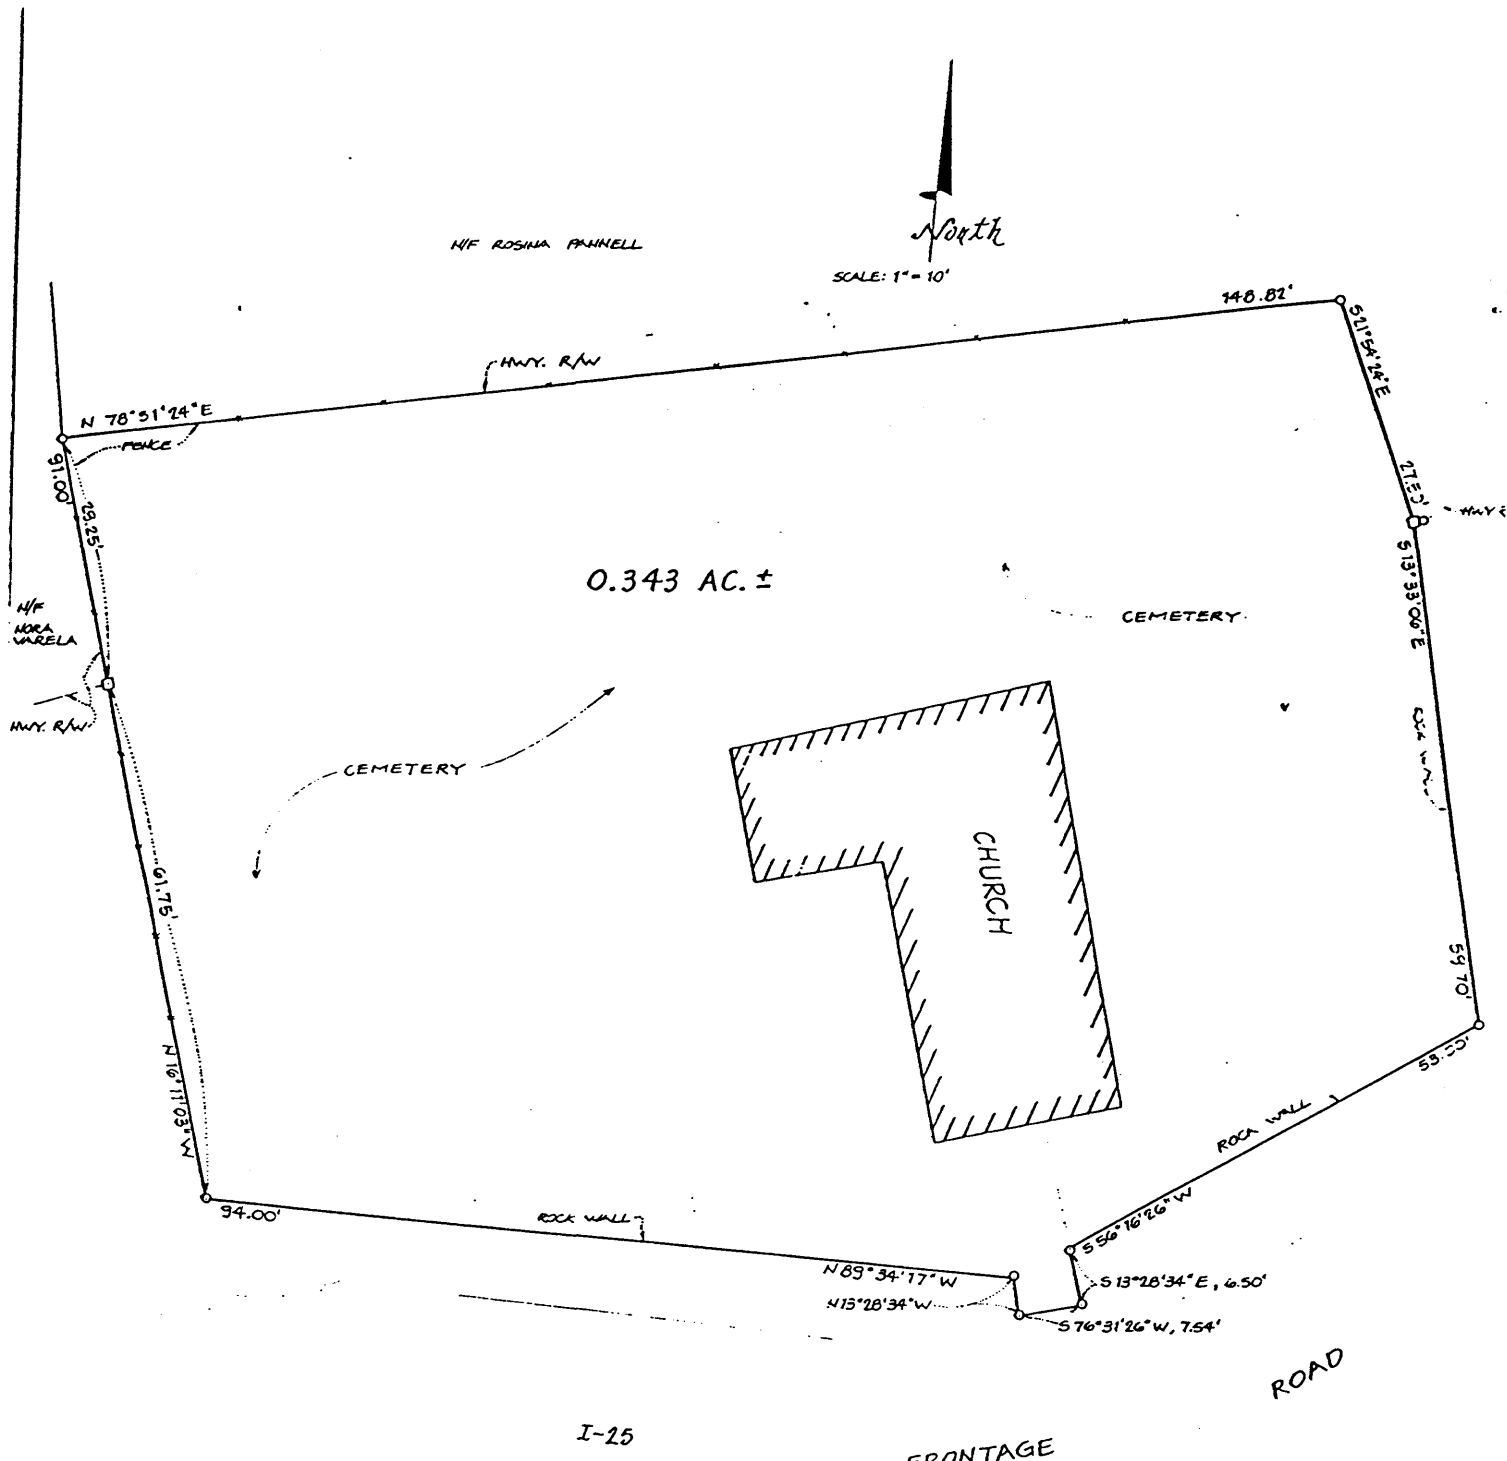 North
N/F ROSINA PANNELL
SCALE: 1" = 10'
148.82'
S21°54'24"E
HWY. R/W
N 78°51'24"E
FENCE
91.00'
29.25'
HWY
S 13°33'06"E
0.343 AC. ±
N/F
NORA
VARELA
CEMETERY
HWY. R/W
CEMETERY
CHURCH
61.75'
59.70'
N 16°11'03" W
ROCK WALL
S 56°16'26" W
94.00'
ROCK WALL
N 89°34'17" W
S 13°28'34" E, 6.50'
N13°28'34" W
S 76°31'26" W, 7.54'
ROAD
I-25
FRONTAGE